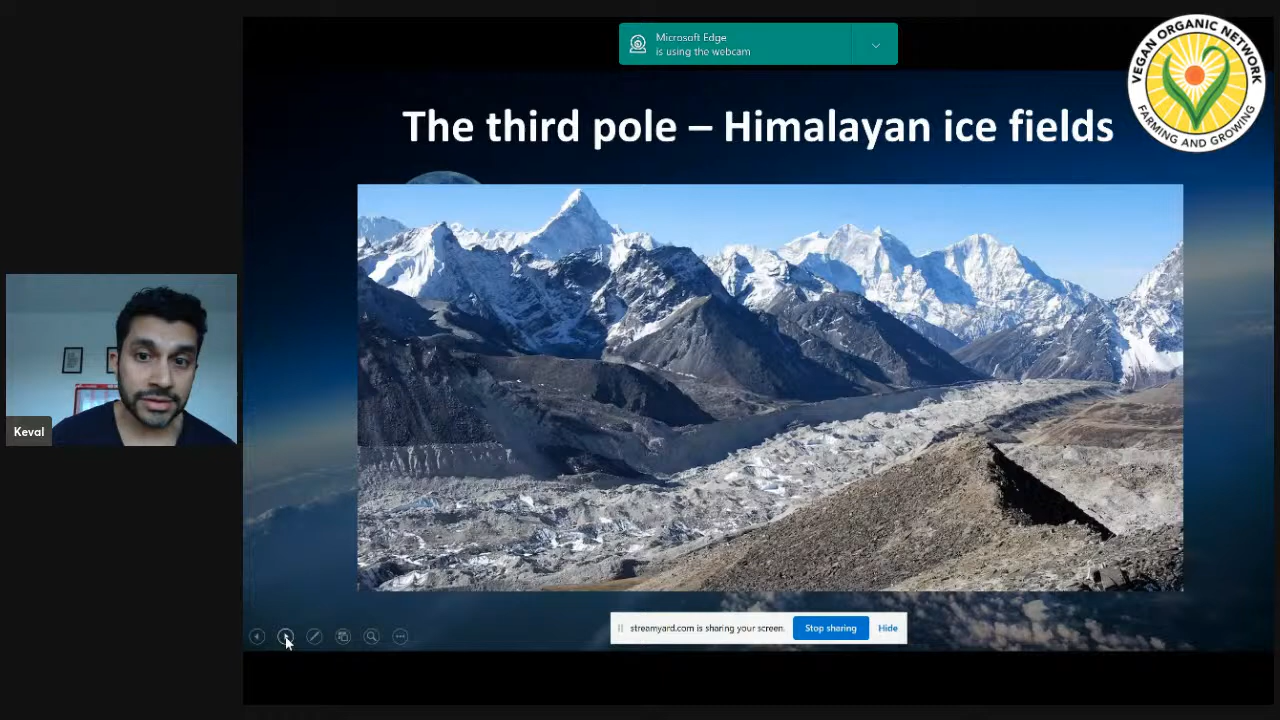 Microsoft Edge
is using the webcam
VEGAN ORGANIC NETWORK
FARMING AND GROWING
The third pole – Himalayan ice fields
Keval
streamyard.com is sharing your screen.
Stop sharing
Hide